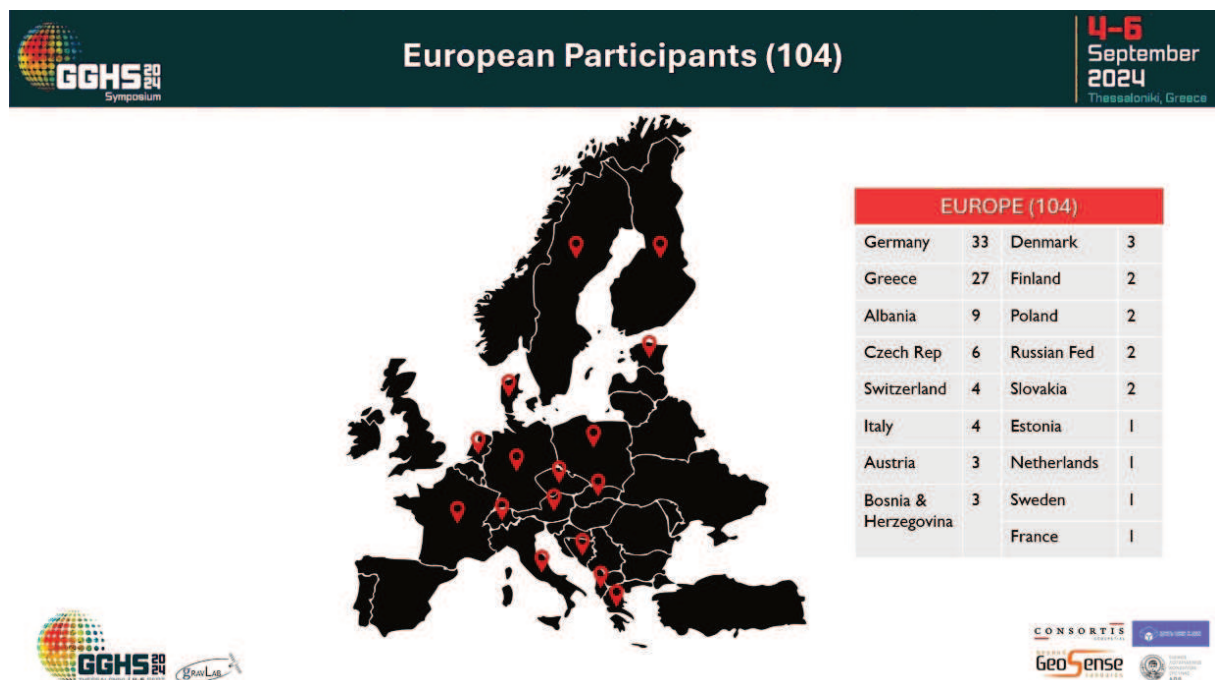 GGHS 2024
Symposium
European Participants (104)
4-6
September
2024
Thessaloniki, Greece
EUROPE (104)
Germany 33 Denmark 3
Greece 27 Finland 2
Albania 9 Poland 2
Czech Rep 6 Russian Fed 2
Switzerland 4 Slovakia 2
Italy 4 Estonia 1
Austria 3 Netherlands 1
Bosnia & 3 Sweden 1
Herzegovina
France 1
GGHS 2024
gravLab
CONSORTIS
GeoSense